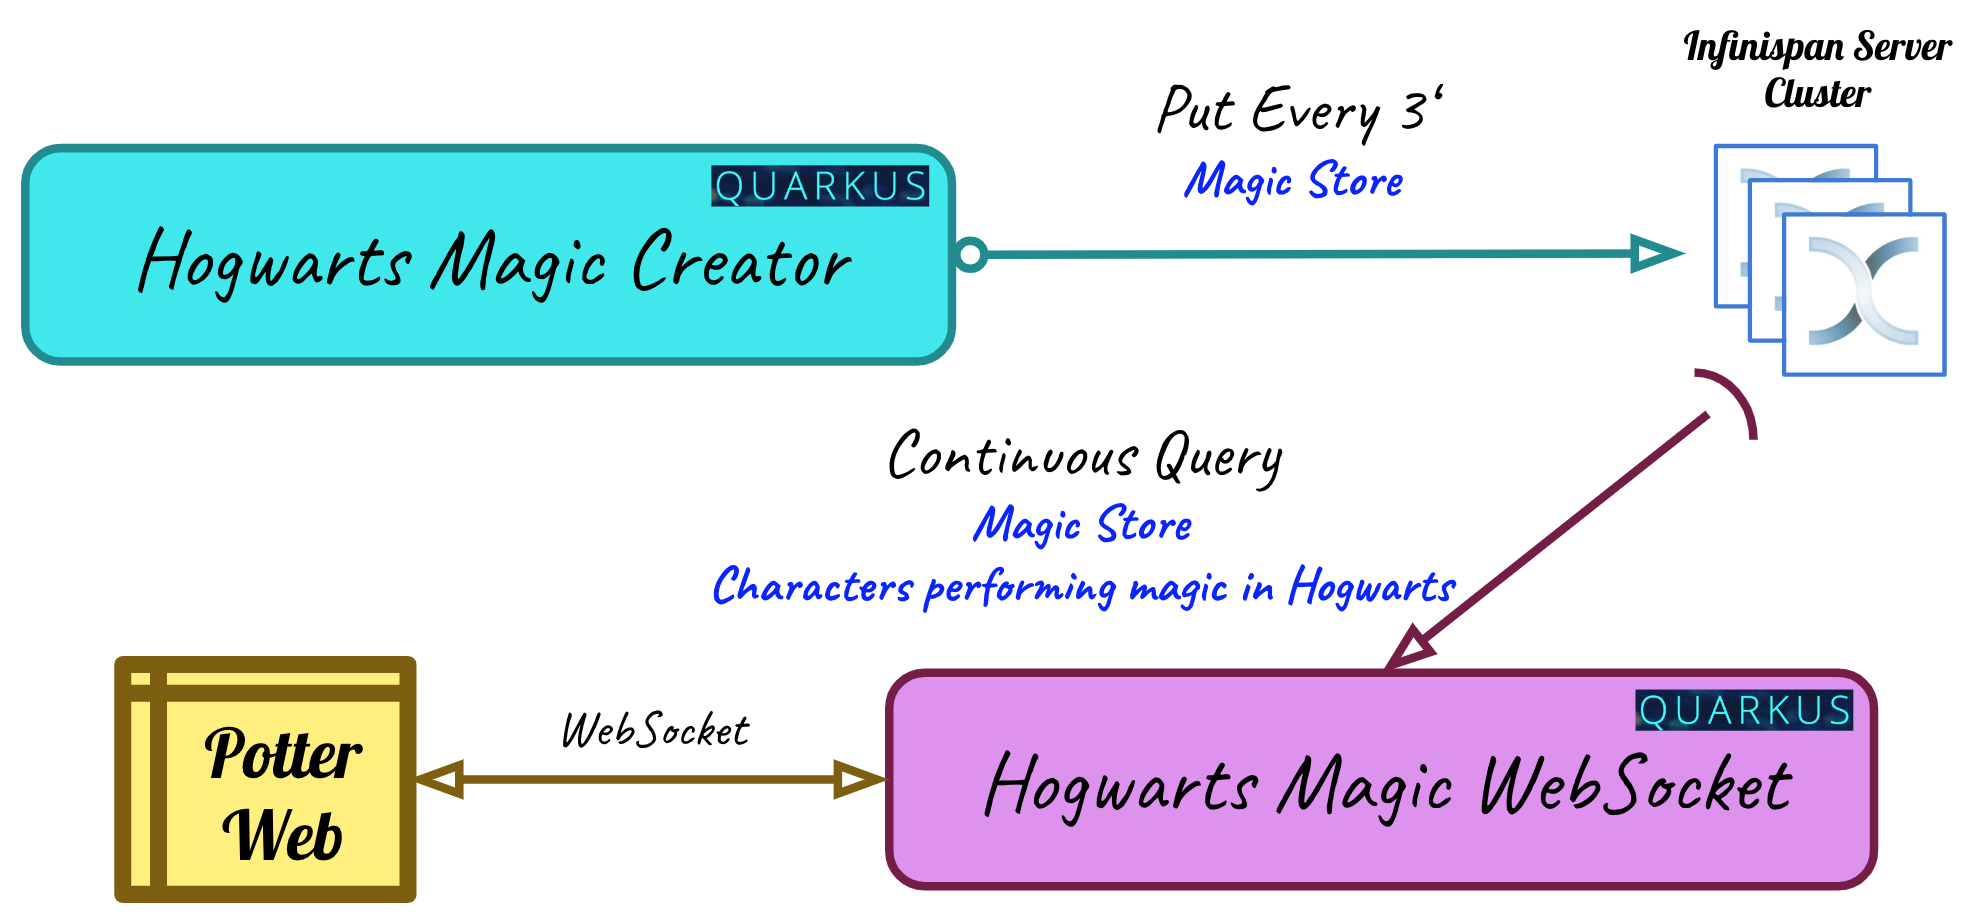 Infinispan Server
Cluster
Put Every 3‘
Magic Store
QUARKUS
Hogwarts Magic Creator
Continuous Query
Magic Store
Characters performing magic in Hogwarts
WebSocket
Potter
Web
QUARKUS
Hogwarts Magic WebSocket